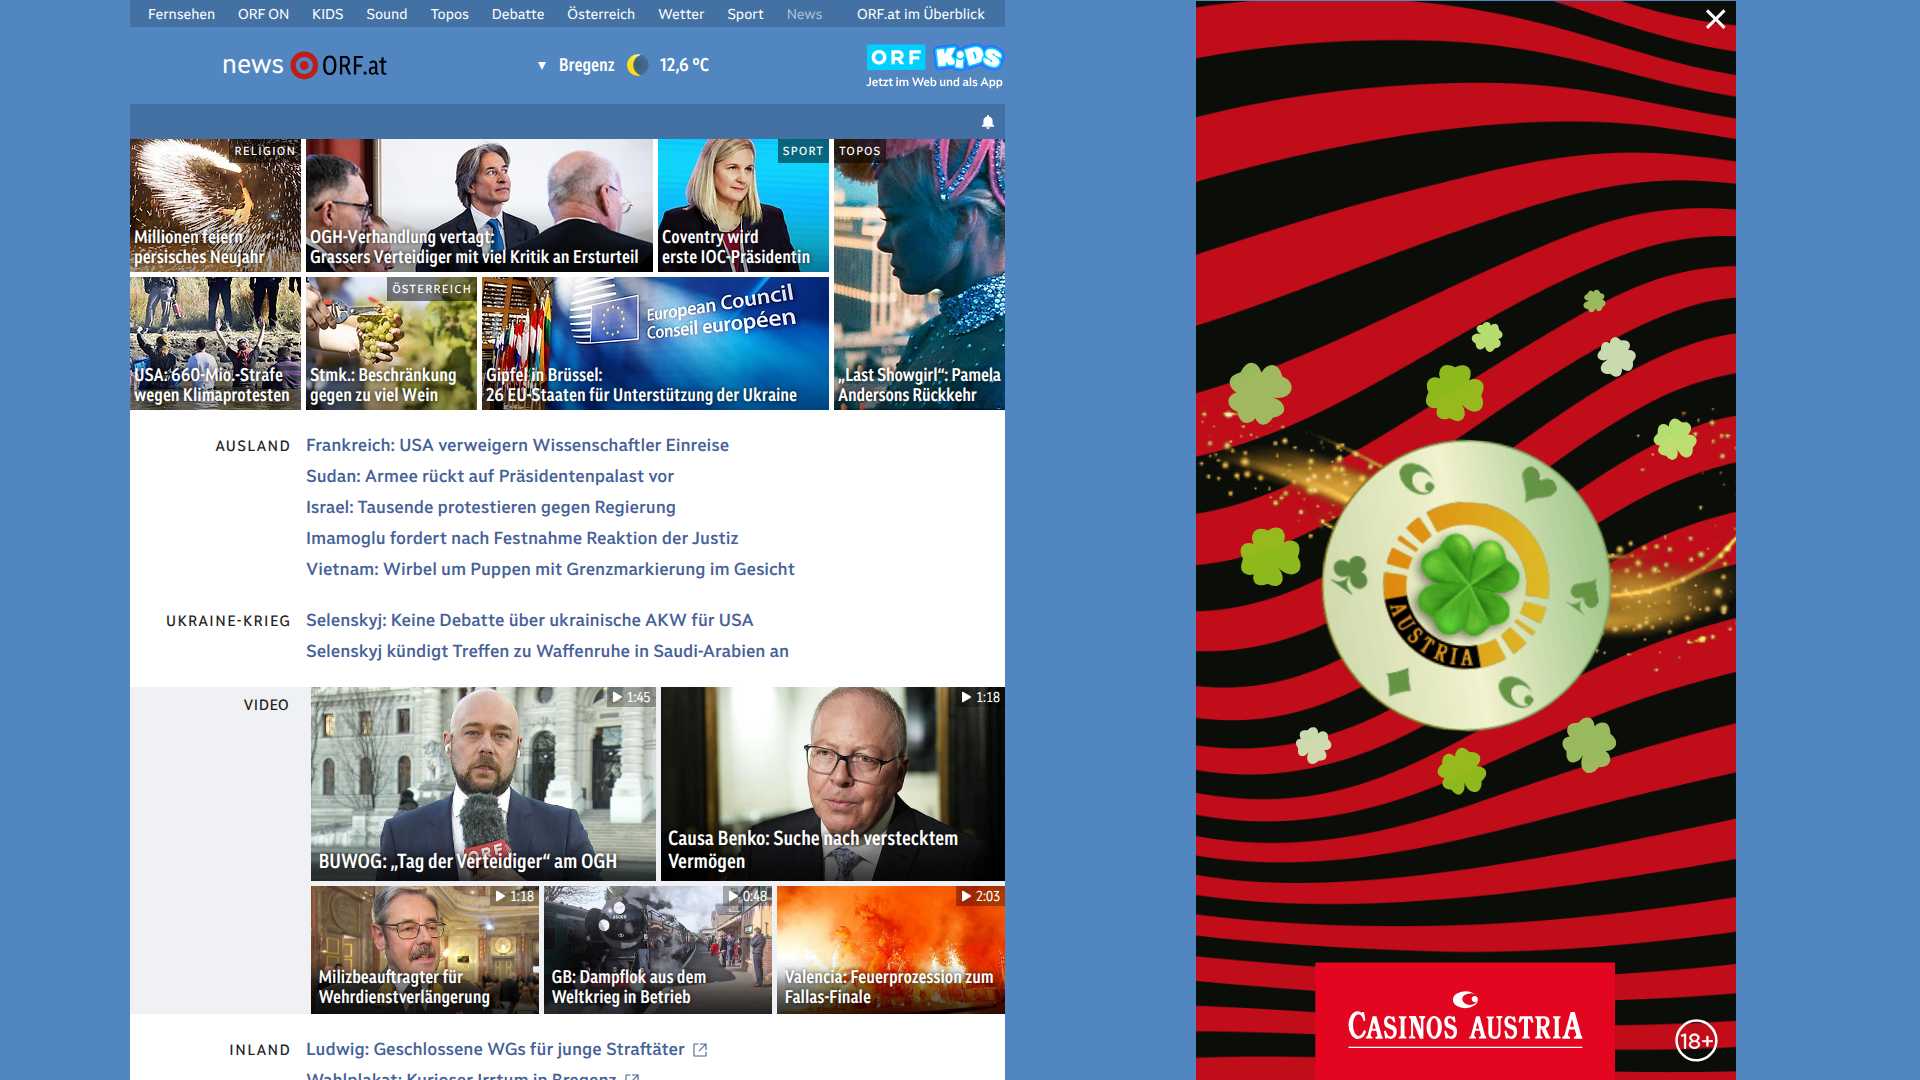 Fernsehen ORF ON KIDS Sound Topos Debatte Österreich Wetter Sport News ORF.at im Überblick
news ORF.at
▼ Bregenz 12,6 °C
ORF KiDS
Jetzt im Web und als App
RELIGION
Millionen feiern
persisches Neujahr
OGH-Verhandlung vertagt:
Grassers Verteidiger mit viel Kritik an Ersturteil
SPORT
Coventry wird
erste IOC-Präsidentin
TOPOS
„Last Showgirl“: Pamela
Andersons Rückkehr
USA: 660-Mio.-Strafe
wegen Klimaprotesten
ÖSTERREICH
Stmk.: Beschränkung
gegen zu viel Wein
European Council
Conseil européen
Gipfel in Brüssel:
26 EU-Staaten für Unterstützung der Ukraine
AUSLAND
Frankreich: USA verweigern Wissenschaftler Einreise
Sudan: Armee rückt auf Präsidentenpalast vor
Israel: Tausende protestieren gegen Regierung
Imamoglu fordert nach Festnahme Reaktion der Justiz
Vietnam: Wirbel um Puppen mit Grenzmarkierung im Gesicht
UKRAINE-KRIEG
Selenskyj: Keine Debatte über ukrainische AKW für USA
Selenskyj kündigt Treffen zu Waffenruhe in Saudi-Arabien an
VIDEO
1:45
ORF
BUWOG: „Tag der Verteidiger“ am OGH
1:18
Causa Benko: Suche nach verstecktem
Vermögen
1:18
Milizbeauftragter für
Wehrdienstverlängerung
0:48
GB: Dampflok aus dem
Weltkrieg in Betrieb
2:03
Valencia: Feuerprozession zum
Fallas-Finale
INLAND
Ludwig: Geschlossene WGs für junge Straftäter
Wahlplakat: Kurioser Irrtum in Bregenz
AUSTRIA
CASINOS AUSTRIA
18+